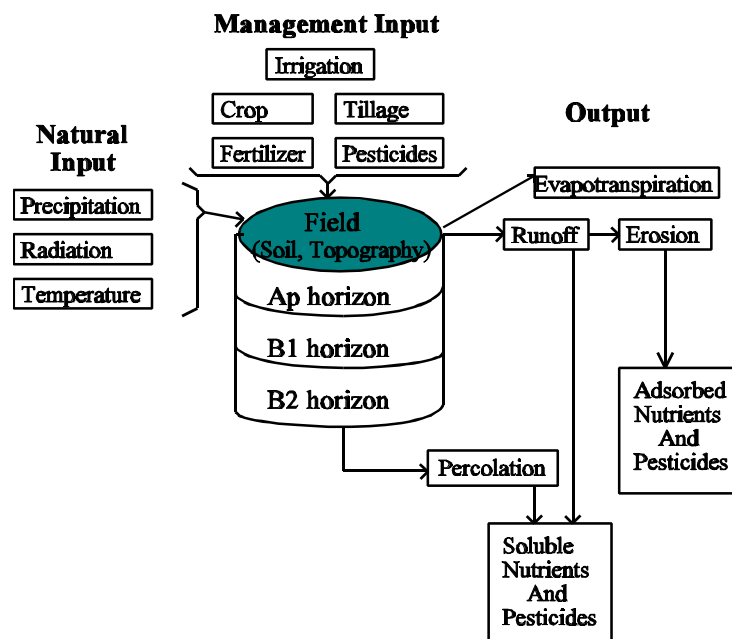 Management Input
Irrigation
Crop
Tillage
Fertilizer
Pesticides
Natural
Input
Precipitation
Radiation
Temperature
Field
(Soil, Topography)
Ap horizon
B1 horizon
B2 horizon
Output
Evapotranspiration
Runoff
Erosion
Adsorbed
Nutrients
And
Pesticides
Percolation
Soluble
Nutrients
And
Pesticides